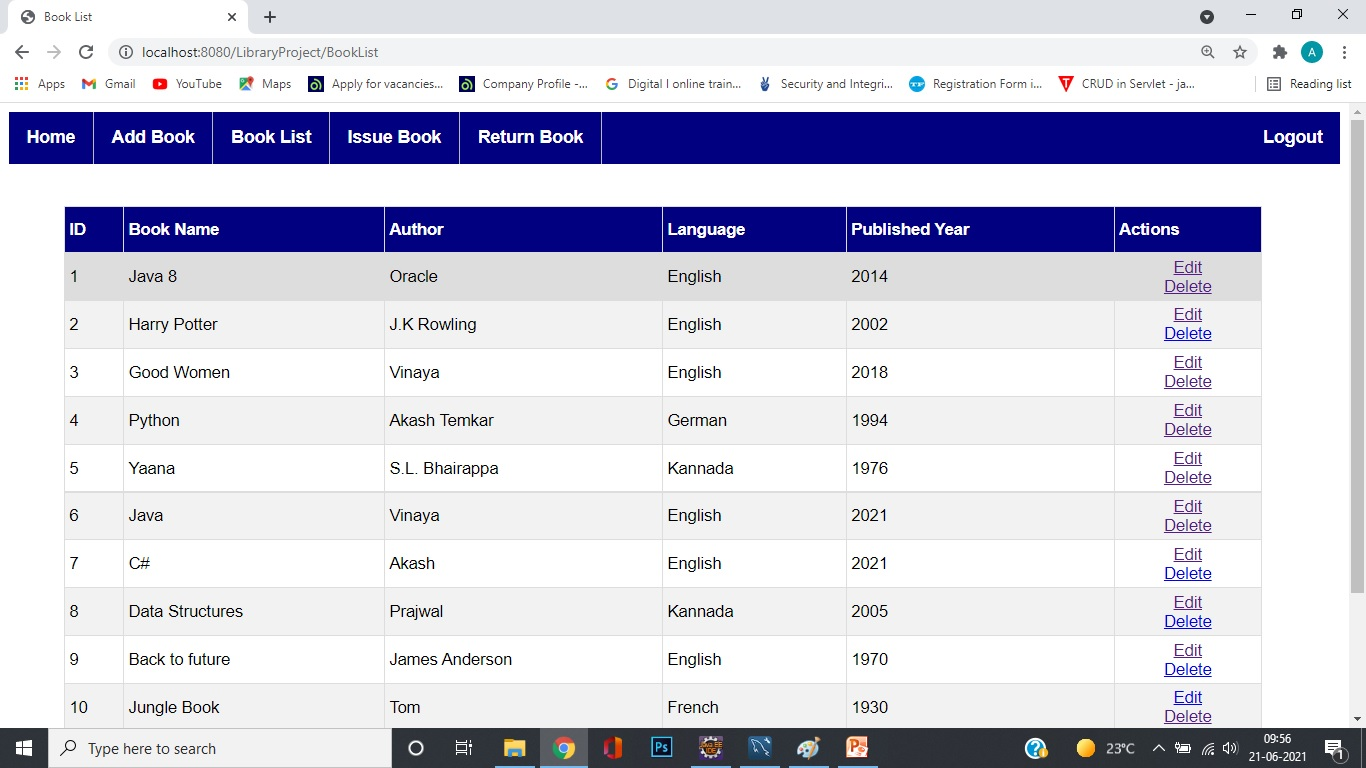 Book List
localhost:8080/LibraryProject/BookList
A
Apps Gmail YouTube Maps Apply for vacancies... Company Profile -... Digital I online train... Security and Integri... Registration Form i... CRUD in Servlet - ja... Reading list
Home Add Book Book List Issue Book Return Book Logout
ID Book Name Author Language Published Year Actions
1 Java 8 Oracle English 2014 Edit
Delete
2 Harry Potter J.K Rowling English 2002 Edit
Delete
3 Good Women Vinaya English 2018 Edit
Delete
4 Python Akash Temkar German 1994 Edit
Delete
5 Yaana S.L. Bhairappa Kannada 1976 Edit
Delete
6 Java Vinaya English 2021 Edit
Delete
7 C# Akash English 2021 Edit
Delete
8 Data Structures Prajwal Kannada 2005 Edit
Delete
9 Back to future James Anderson English 1970 Edit
Delete
10 Jungle Book Tom French 1930 Edit
Delete
Type here to search Ps 23°C 09:56
21-06-2021
1